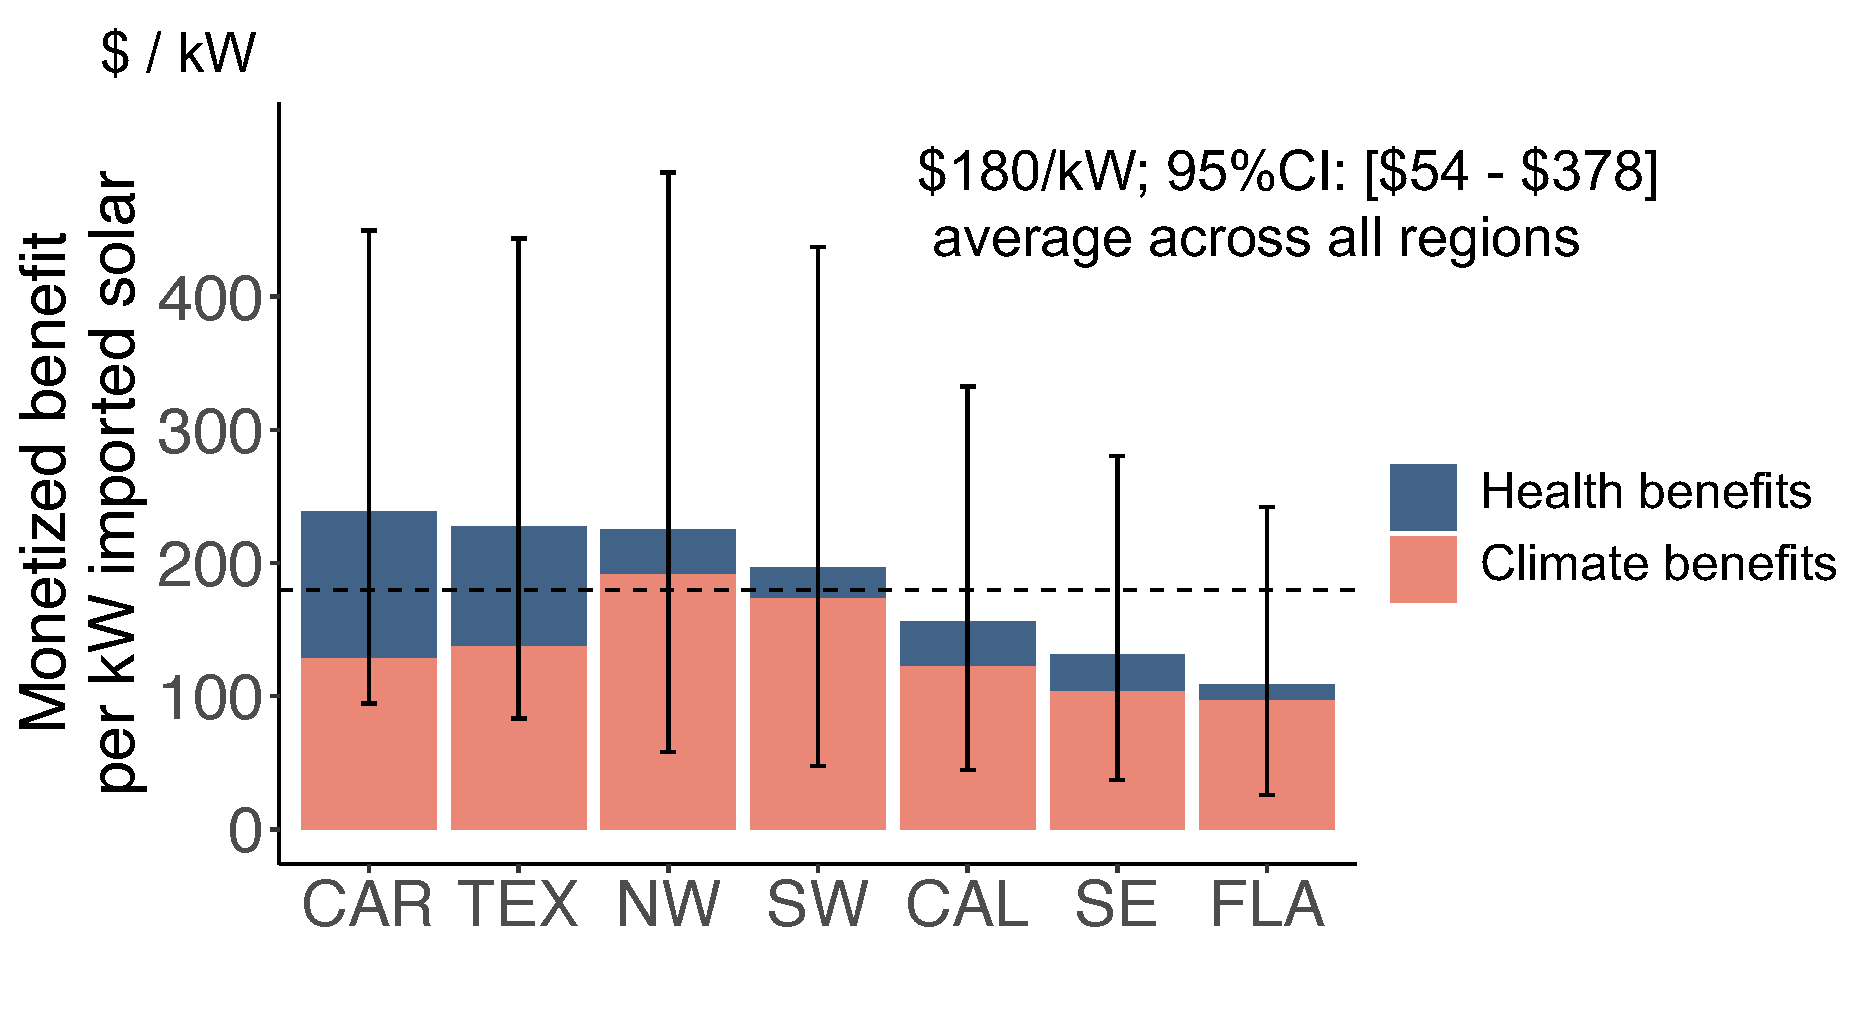 $ / kW
Monetized benefit
per kW imported solar
$180/kW; 95%CI: [$54 - $378]
average across all regions
400
300
200
100
0
Health benefits
Climate benefits
CAR TEX NW SW CAL SE FLA